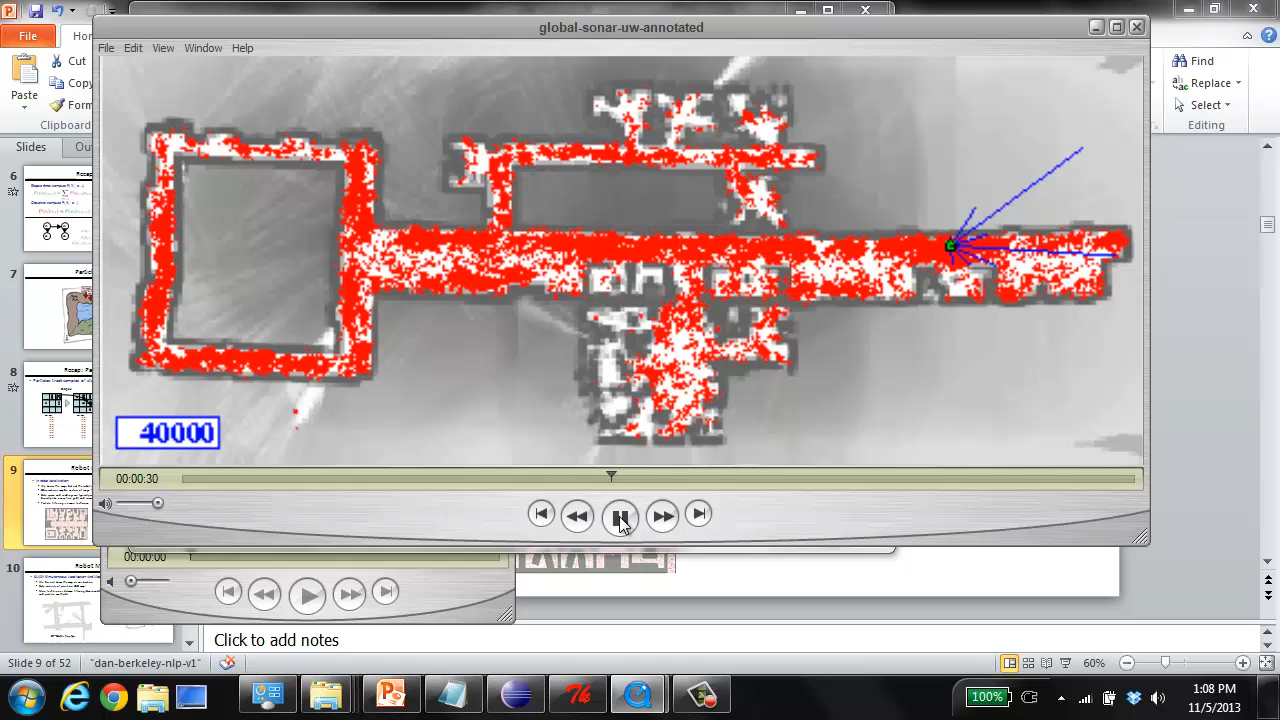 global-sonar-uw-annotated
File Edit View Window Help
File
Paste
Cut
Copy
Clipboard
Find
Replace
Select
Editing
Slides
6
7
8
9
10
40000
00:00:30
00:00:00
Click to add notes
Slide 9 of 52
"dan-berkeley-nlp-v1"
60%
100%
1:08 PM
11/5/2013